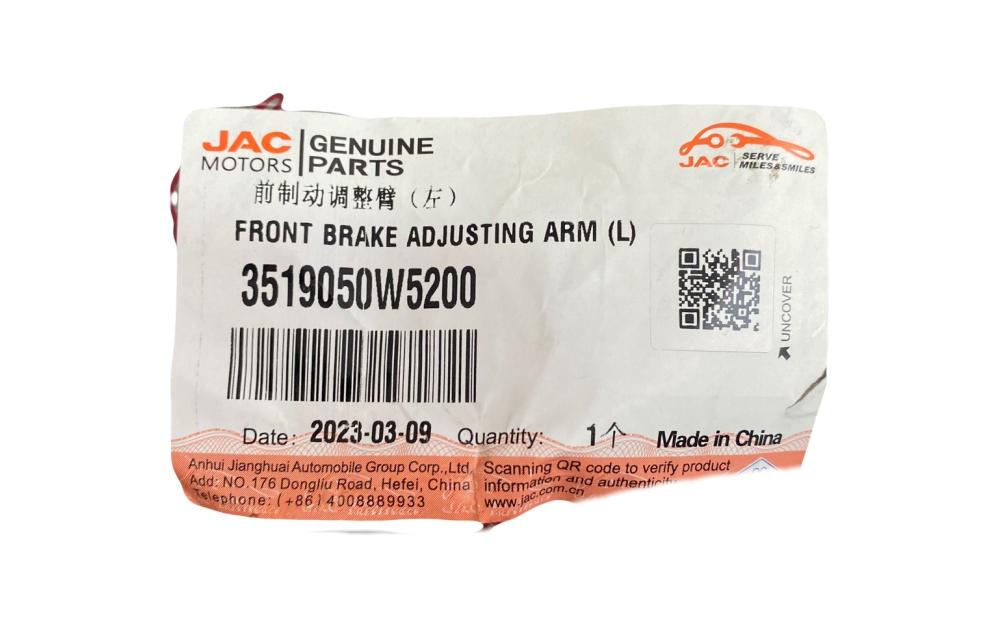 JAC MOTORS
GENUINE PARTS
JAC SERVE MILES&SMILES
前制动调整臂（左）
FRONT BRAKE ADJUSTING ARM (L)
3519050W5200
UNCOVER
Date: 2023-03-09 Quantity: 1个 Made in China
Anhui Jianghuai Automobile Group Corp.,Ltd.
Add: NO.176 Dongliu Road, Hefei, China
Telephone: (+86) 4008889933
Scanning QR code to verify product
information and authenticity
www.jac.com.cn